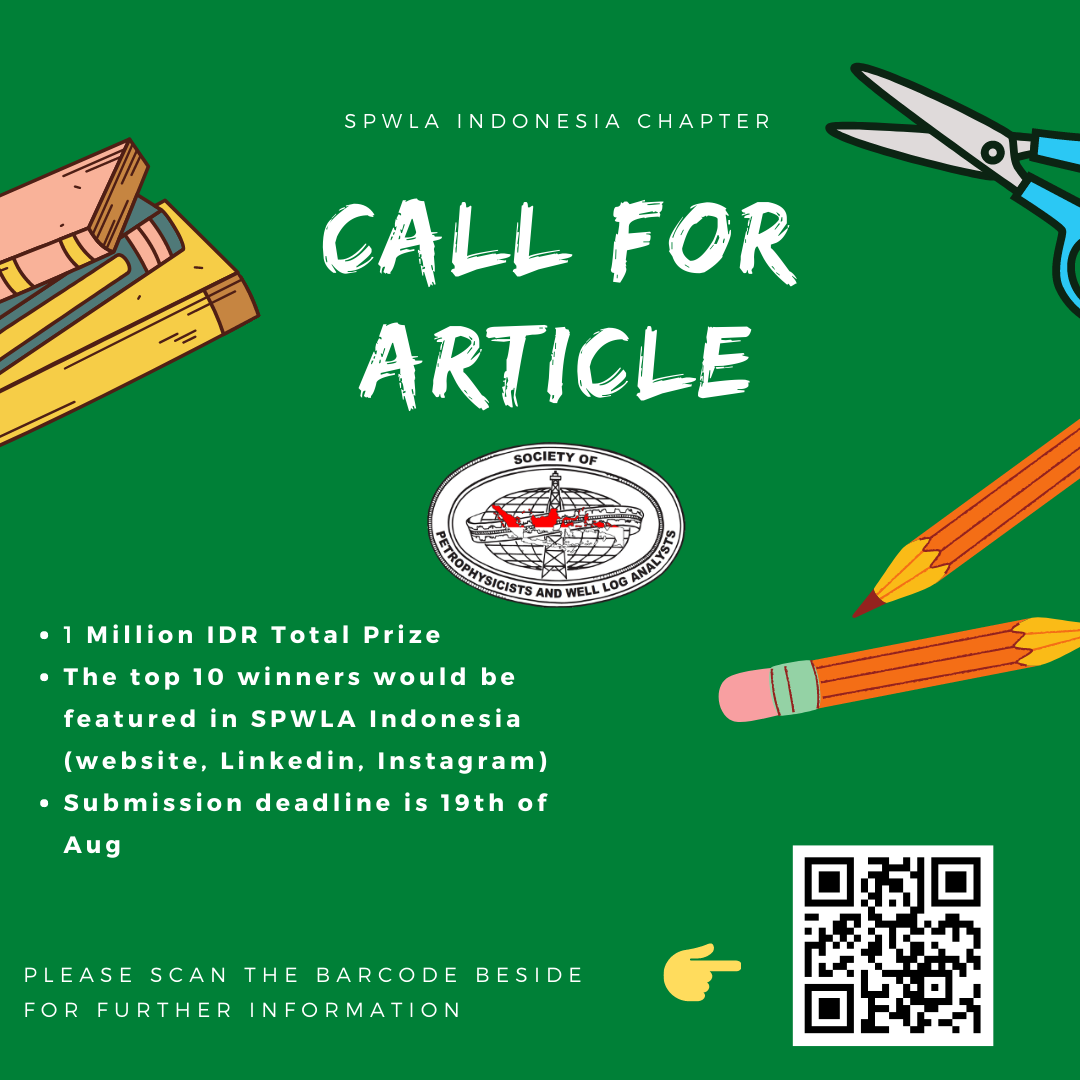 SPWLA INDONESIA CHAPTER
CALL FOR
ARTICLE
SOCIETY OF
PETROPHYSICISTS AND WELL LOG ANALYSTS
• 1 Million IDR Total Prize
• The top 10 winners would be
featured in SPWLA Indonesia
(website, Linkedin, Instagram)
• Submission deadline is 19th of
Aug
PLEASE SCAN THE BARCODE BESIDE
FOR FURTHER INFORMATION